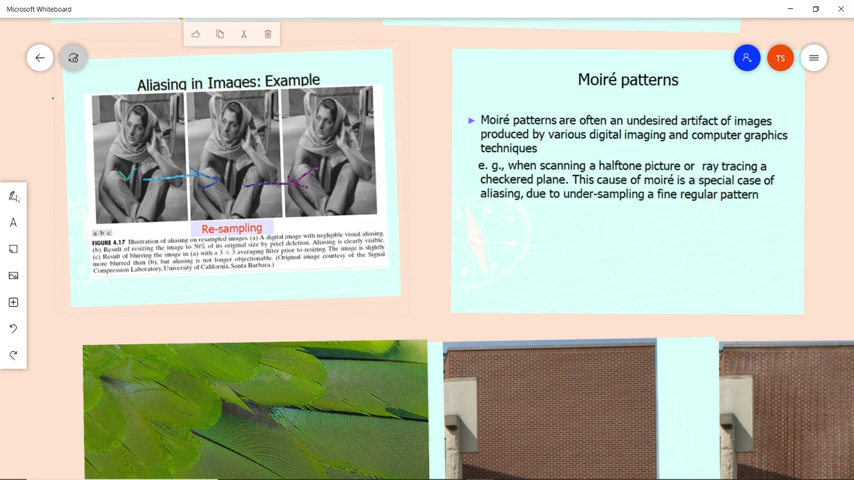 Microsoft Whiteboard
TS
Aliasing in Images: Example
a b c
Re-sampling
FIGURE 4.17 Illustration of aliasing on resampled images. (a) A digital image with negligible visual aliasing.
(b) Result of resizing the image to 50% of its original size by pixel deletion. Aliasing is clearly visible.
(c) Result of blurring the image in (a) with a 3 × 3 averaging filter prior to resizing. The image is slightly
more blurred than (b), but aliasing is not longer objectionable. (Original image courtesy of the Signal
Compression Laboratory, University of California, Santa Barbara.)
Moiré patterns
Moiré patterns are often an undesired artifact of images
produced by various digital imaging and computer graphics
techniques
e. g., when scanning a halftone picture or ray tracing a
checkered plane. This cause of moiré is a special case of
aliasing, due to under-sampling a fine regular pattern